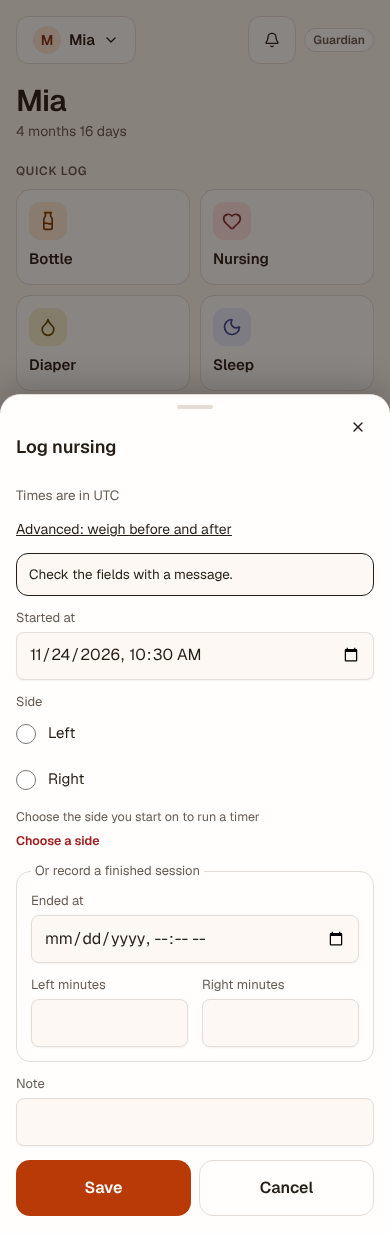 M Mia
Guardian
Mia
4 months 16 days
QUICK LOG
Bottle
Nursing
Diaper
Sleep
Log nursing
Times are in UTC
Advanced: weigh before and after
Check the fields with a message.
Started at
11/24/2026, 10:30 AM
Side
Left
Right
Choose the side you start on to run a timer
Choose a side
Or record a finished session
Ended at
mm/dd/yyyy, --:-- --
Left minutes
Right minutes
Note
Save
Cancel